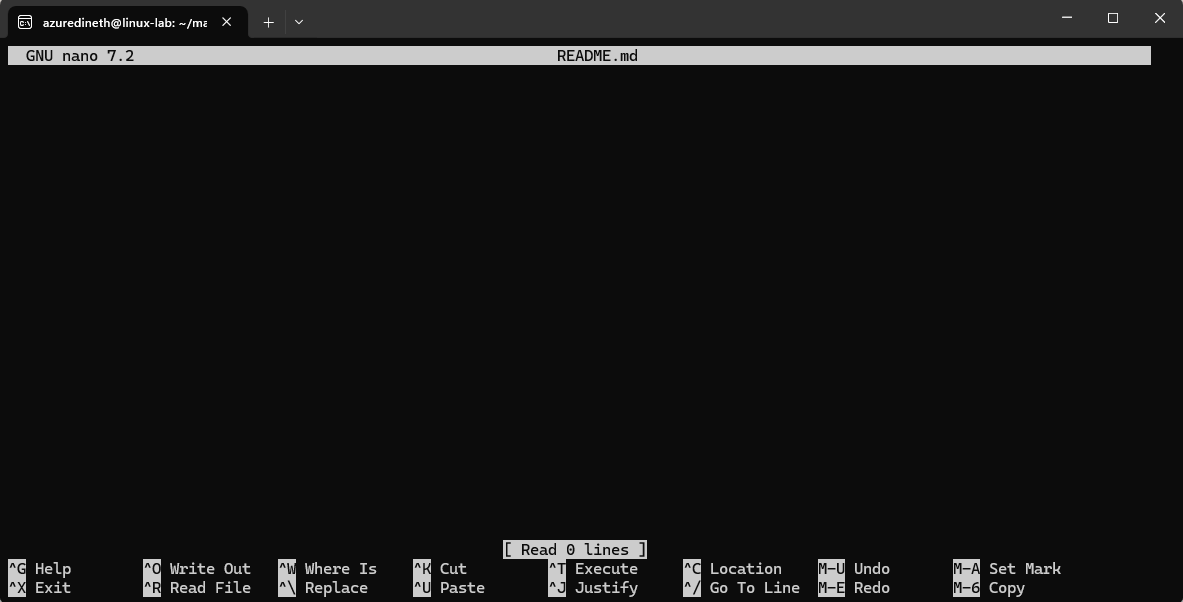 azuredineth@linux-lab: ~/ma
GNU nano 7.2 README.md
[ Read 0 lines ]
^G Help ^O Write Out ^W Where Is ^K Cut ^T Execute ^C Location M-U Undo M-A Set Mark
^X Exit ^R Read File ^\ Replace ^U Paste ^J Justify ^/ Go To Line M-E Redo M-6 Copy